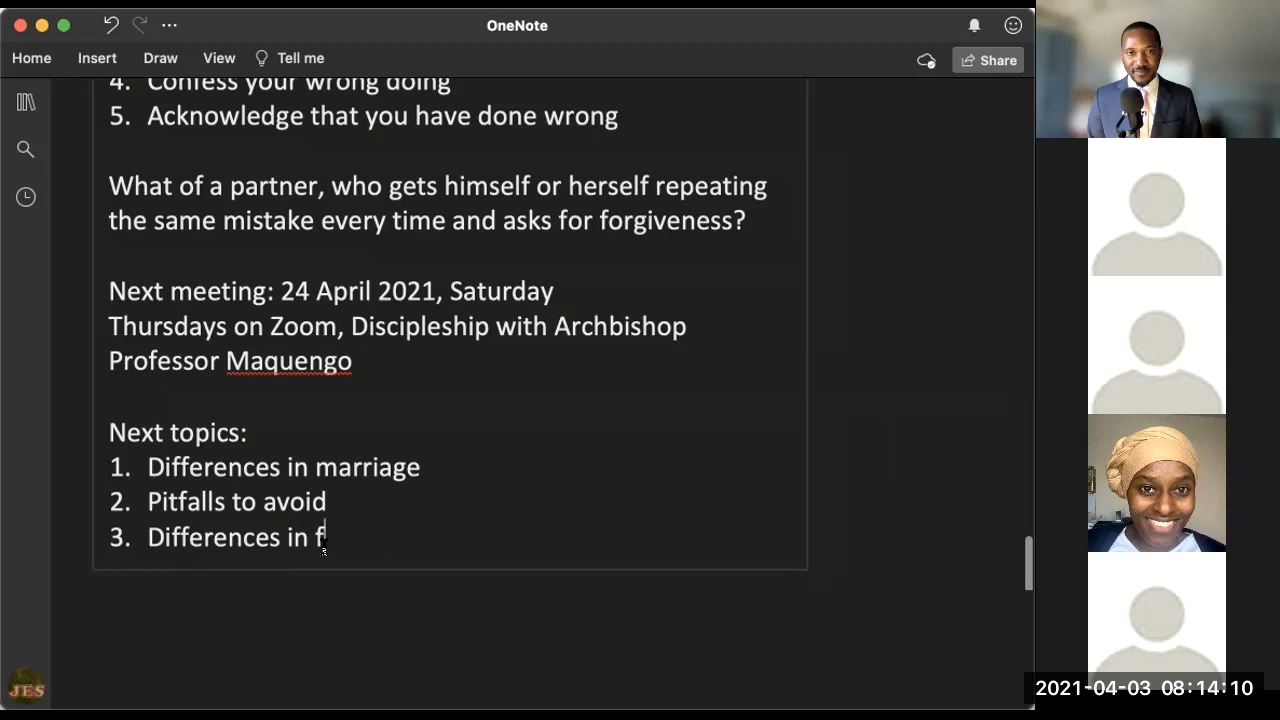 OneNote
Home Insert Draw View Tell me Share
4. Confess your wrong doing
5. Acknowledge that you have done wrong
What of a partner, who gets himself or herself repeating
the same mistake every time and asks for forgiveness?
Next meeting: 24 April 2021, Saturday
Thursdays on Zoom, Discipleship with Archbishop
Professor Maquengo
Next topics:
1. Differences in marriage
2. Pitfalls to avoid
3. Differences in f
JES
2021-04-03 08:14:10